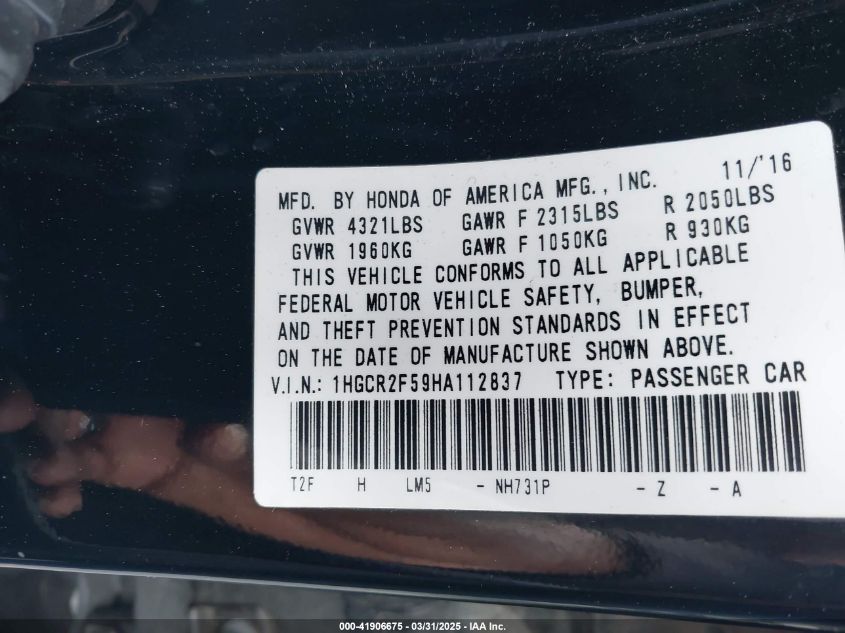 MFD. BY HONDA OF AMERICA MFG., INC. 11/'16
GVWR 4321LBS GAWR F 2315LBS R 2050LBS
GVWR 1960KG GAWR F 1050KG R 930KG
THIS VEHICLE CONFORMS TO ALL APPLICABLE
FEDERAL MOTOR VEHICLE SAFETY, BUMPER,
AND THEFT PREVENTION STANDARDS IN EFFECT
ON THE DATE OF MANUFACTURE SHOWN ABOVE.
V.I.N.: 1HGCR2F59HA112837 TYPE: PASSENGER CAR
T2F H LM5 - NH731P - Z - A
000-41906675 - 03/31/2025 - IAA Inc.